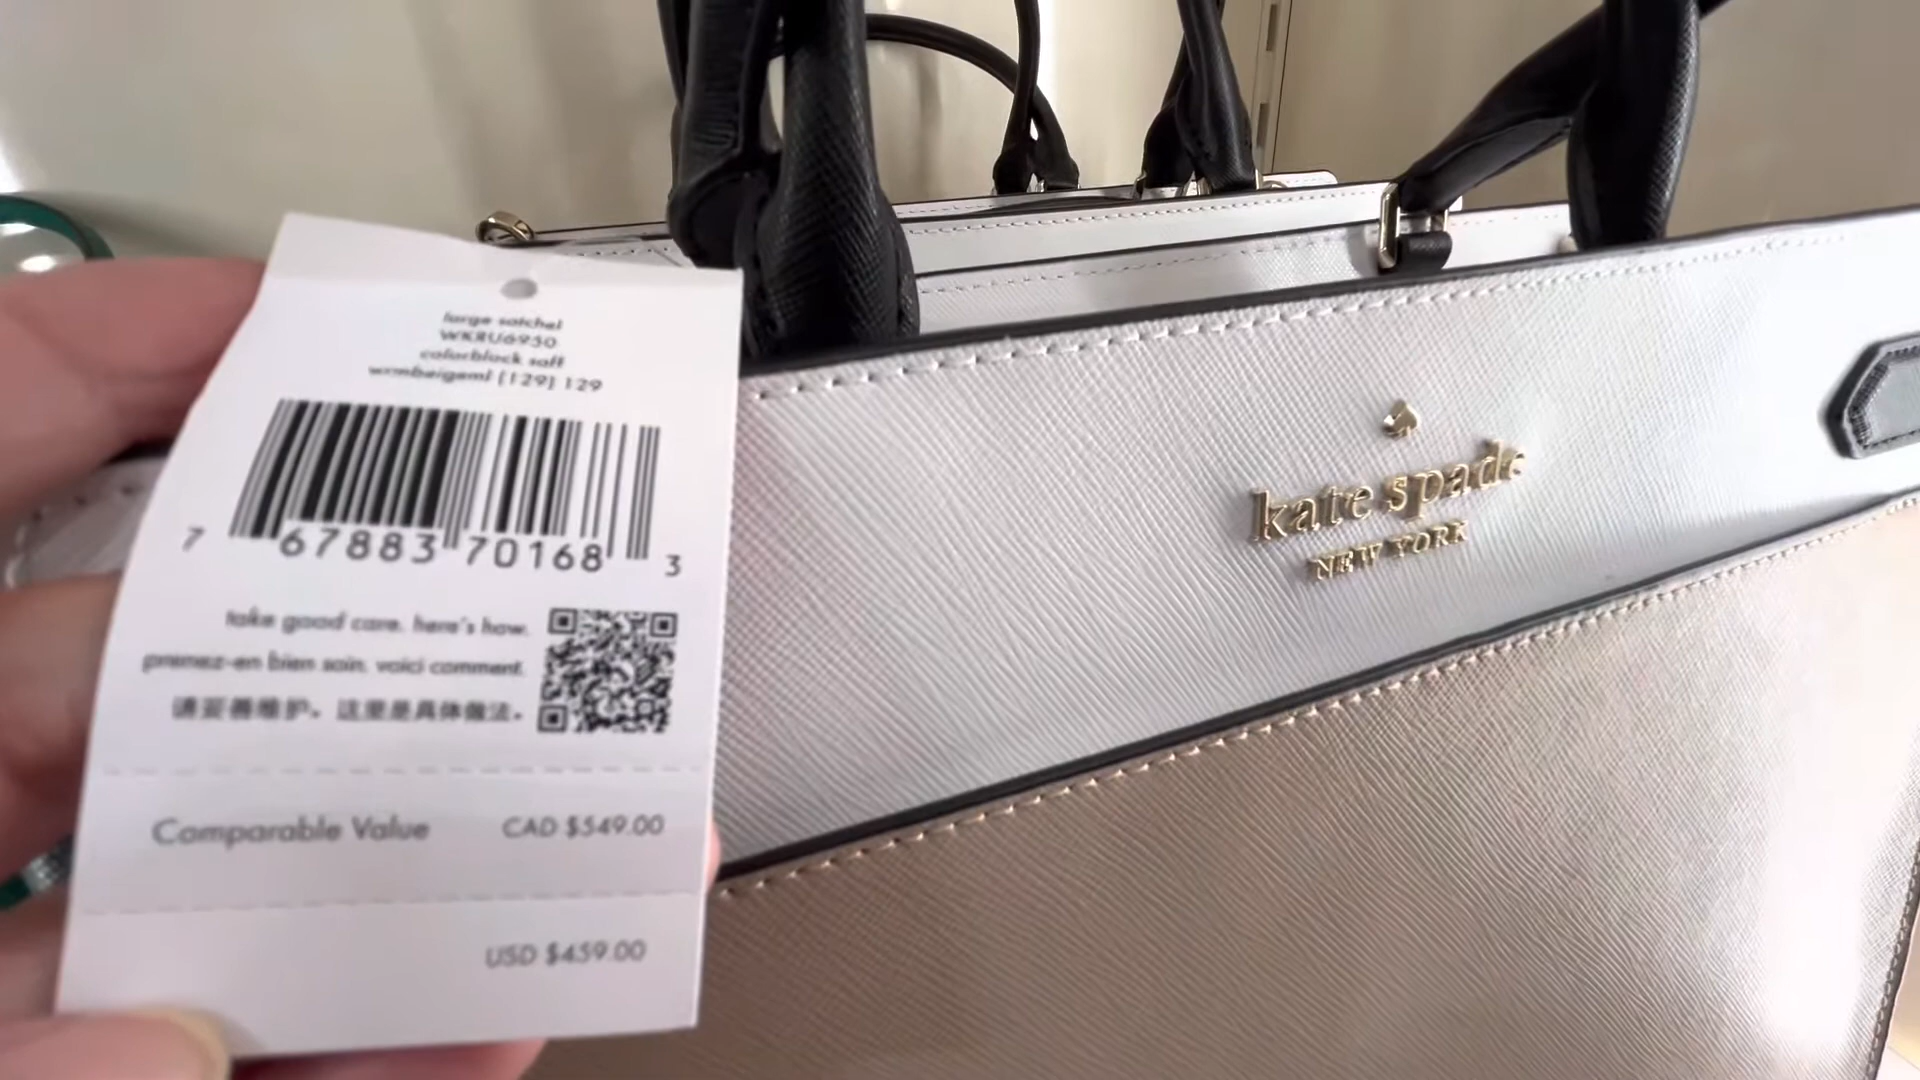 large satchel
WKRU6950
colorblock saff
wrmbeigeml (129) 129
7 67883 70168 3
take good care. here's how.
prenez-en bien soin. voici comment.
请妥善维护。这里是具体做法。
Comparable Value CAD $549.00
USD $459.00
kate spade
NEW YORK